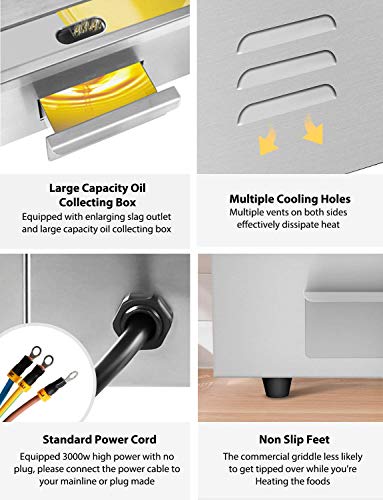 Large Capacity Oil
Collecting Box
Equipped with enlarging slag outlet
and large capacity oil collecting box
Multiple Cooling Holes
Multiple vents on both sides
effectively dissipate heat
Standard Power Cord
Equipped 3000w high power with no
plug, please connect the power cable to
your mainline or plug made
Non Slip Feet
The commercial griddle less likely
to get tipped over while you're
Heating the foods